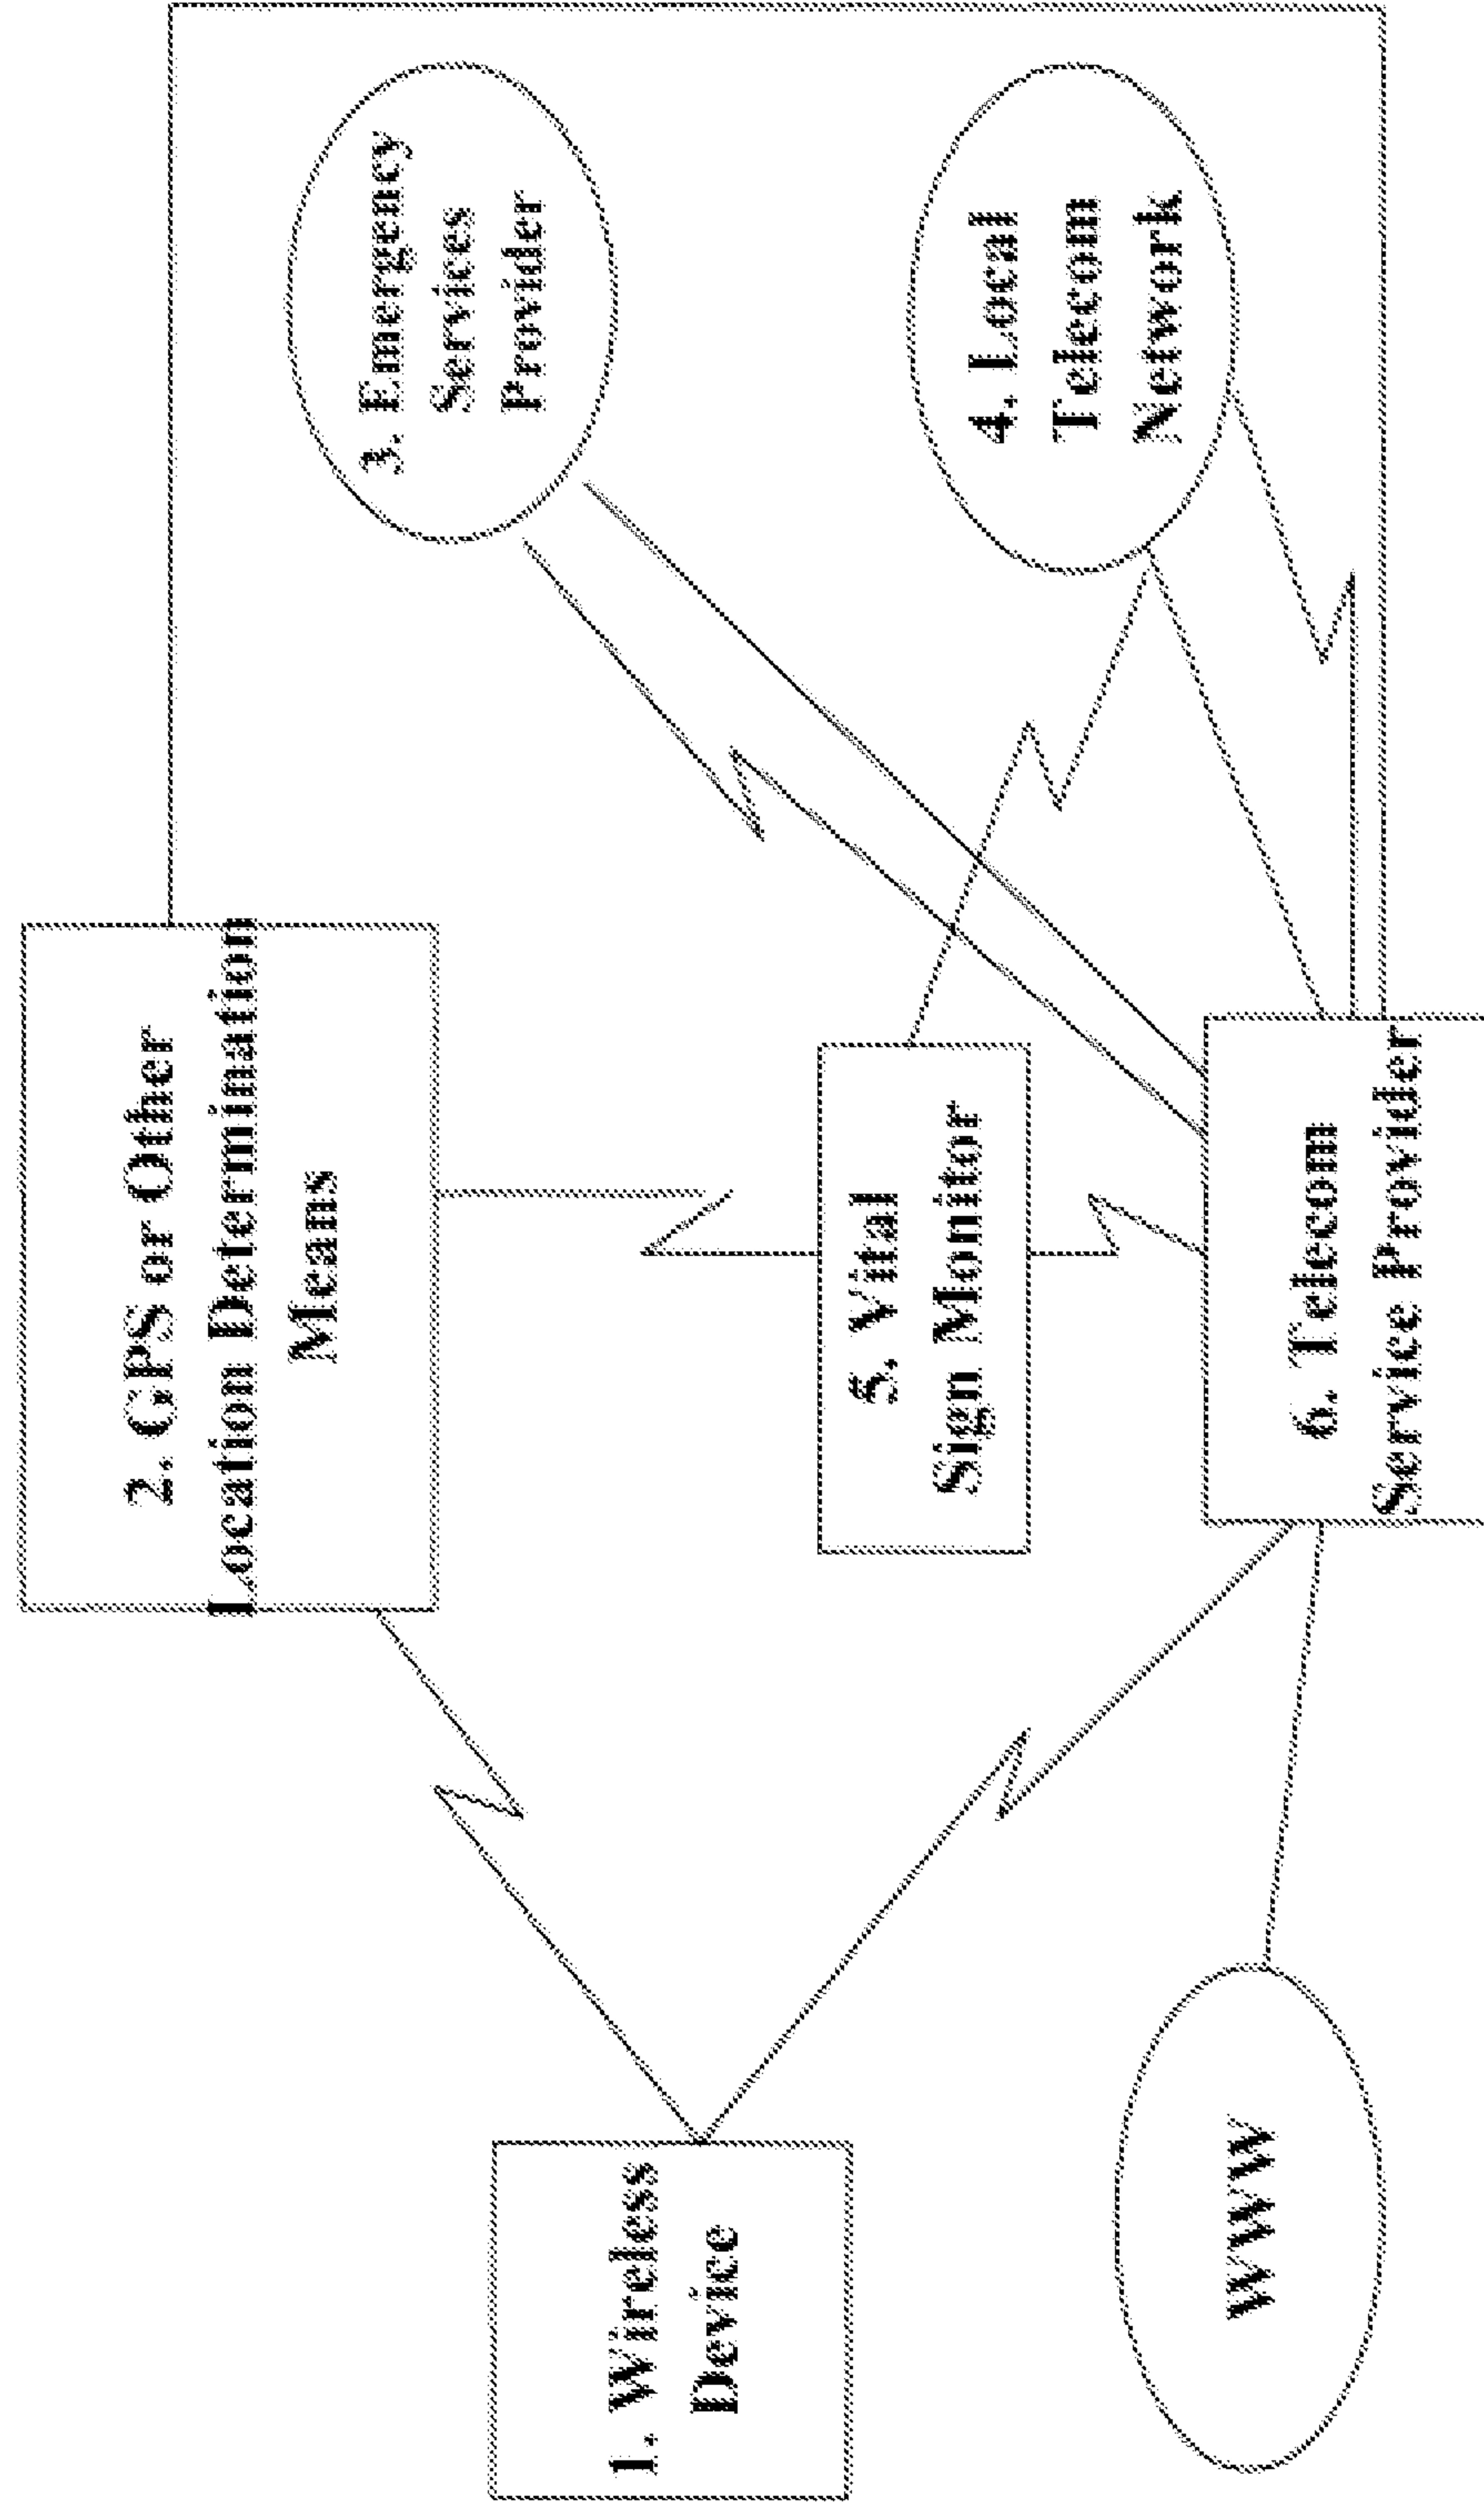 1. Wireless
Device
2. GPS or Other
Location Determination
Means
3. Emergency
Services
Provider
4. Local
Telecom
Network
5. Vital
Sign Monitor
6. Telecom
Service Provider
WWW